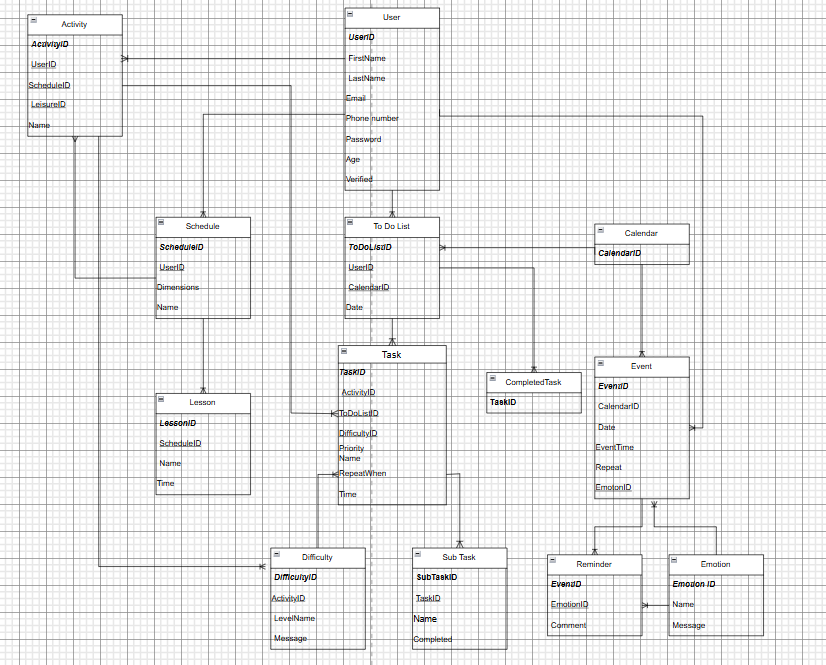 Activity
ActivityID
UserID
ScheduleID
LeisureID
Name
User
UserID
FirstName
LastName
Email
Phone number
Password
Age
Verified
Schedule
ScheduleID
UserID
Dimensions
Name
To Do List
ToDoListID
UserID
CalendarID
Date
Calendar
CalendarID
Task
TaskID
ActivityID
ToDoListID
DifficultyID
Priority
Name
RepeatWhen
Time
CompletedTask
TaskID
Event
EventID
CalendarID
Date
EventTime
Repeat
EmotonID
Lesson
LessonID
ScheduleID
Name
Time
Difficulty
DifficultyID
ActivityID
LevelName
Message
Sub Task
SubTaskID
TaskID
Name
Completed
Reminder
EventID
EmotionID
Comment
Emotion
Emotion ID
Name
Message